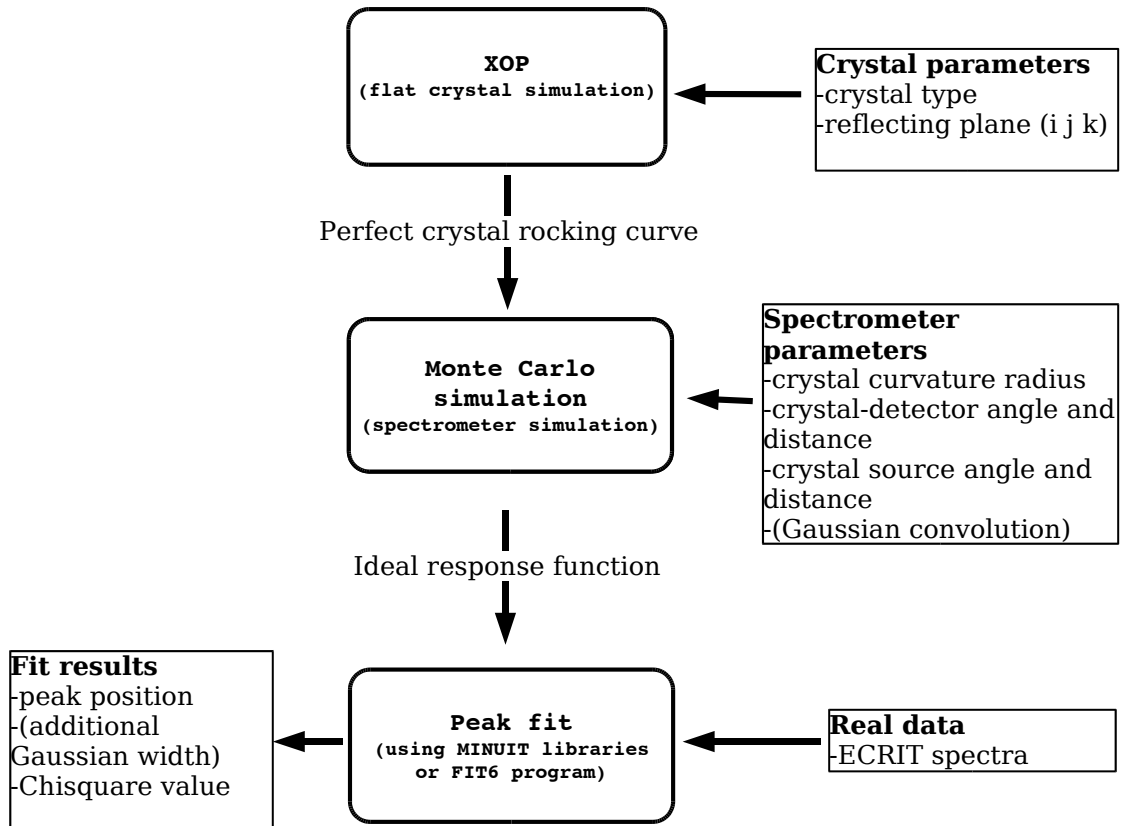 XOP
(flat crystal simulation)
Crystal parameters
-crystal type
-reflecting plane (i j k)
Perfect crystal rocking curve
Monte Carlo
simulation
(spectrometer simulation)
Spectrometer
parameters
-crystal curvature radius
-crystal-detector angle and
distance
-crystal source angle and
distance
-(Gaussian convolution)
Ideal response function
Fit results
-peak position
-(additional
Gaussian width)
-Chisquare value
Peak fit
(using MINUIT libraries
or FIT6 program)
Real data
-ECRIT spectra